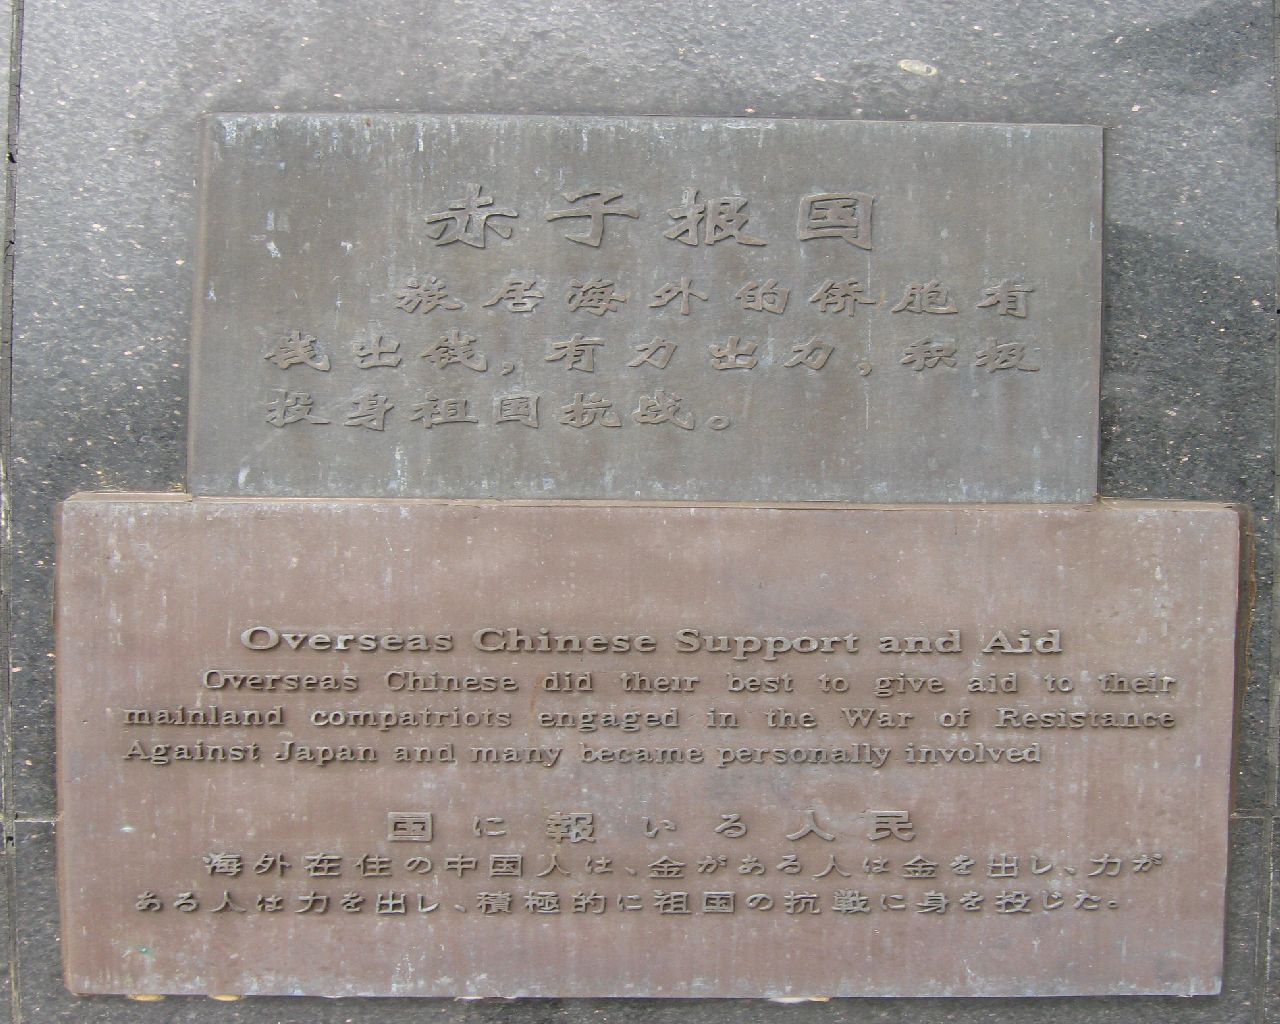 赤子报国
旅居海外的侨胞有
钱出钱，有力出力，积极
投身祖国抗战。
Overseas Chinese Support and Aid
Overseas Chinese did their best to give aid to their
mainland compatriots engaged in the War of Resistance
Against Japan and many became personally involved
国に報いる人民
海外在住の中国人は、金がある人は金を出し、力が
ある人は力を出し、積極的に祖国の抗戦に身を投じた。